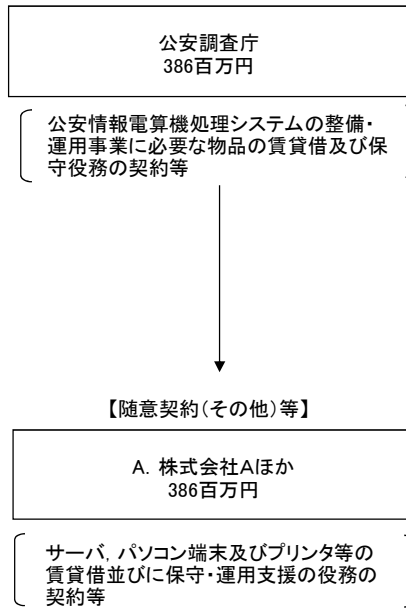 公安調査庁
386百万円
公安情報電算機処理システムの整備・
運用事業に必要な物品の賃貸借及び保
守役務の契約等
【随意契約(その他)等】
A. 株式会社Aほか
386百万円
サーバ，パソコン端末及びプリンタ等の
賃貸借並びに保守・運用支援の役務の
契約等